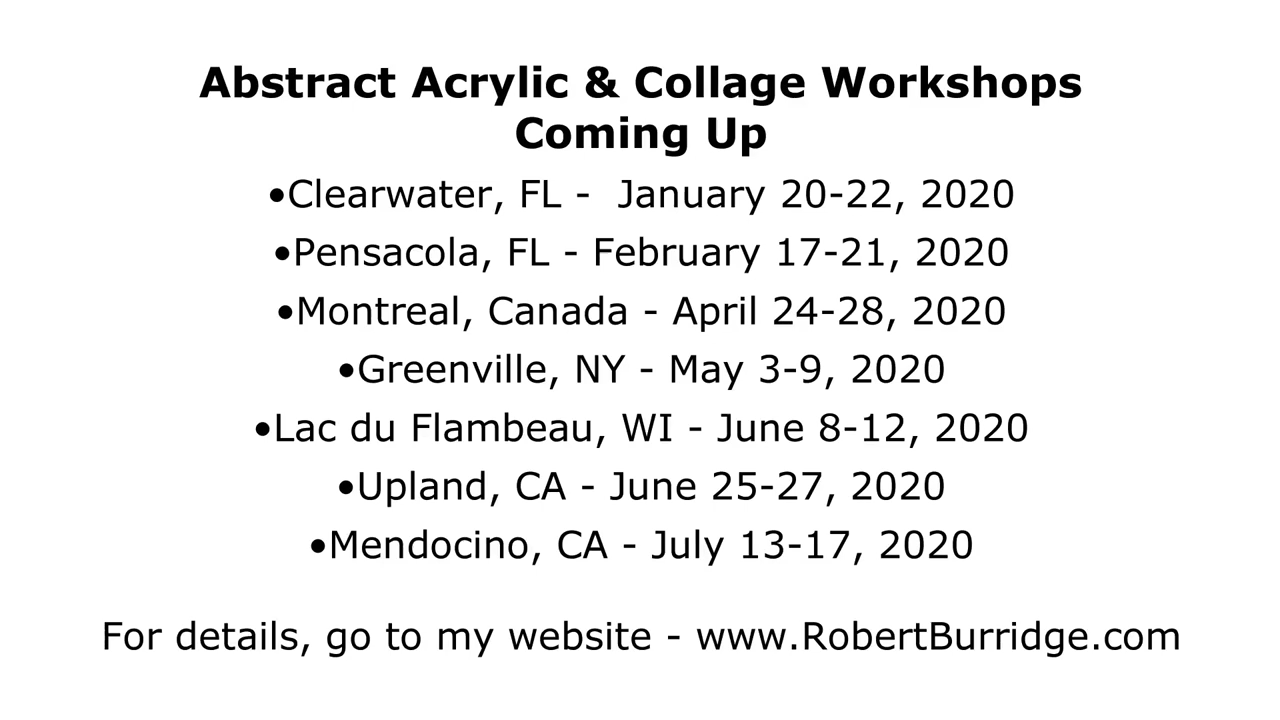 Abstract Acrylic & Collage Workshops
Coming Up
•Clearwater, FL -  January 20-22, 2020
•Pensacola, FL - February 17-21, 2020
•Montreal, Canada - April 24-28, 2020
•Greenville, NY - May 3-9, 2020
•Lac du Flambeau, WI - June 8-12, 2020
•Upland, CA - June 25-27, 2020
•Mendocino, CA - July 13-17, 2020
For details, go to my website - www.RobertBurridge.com